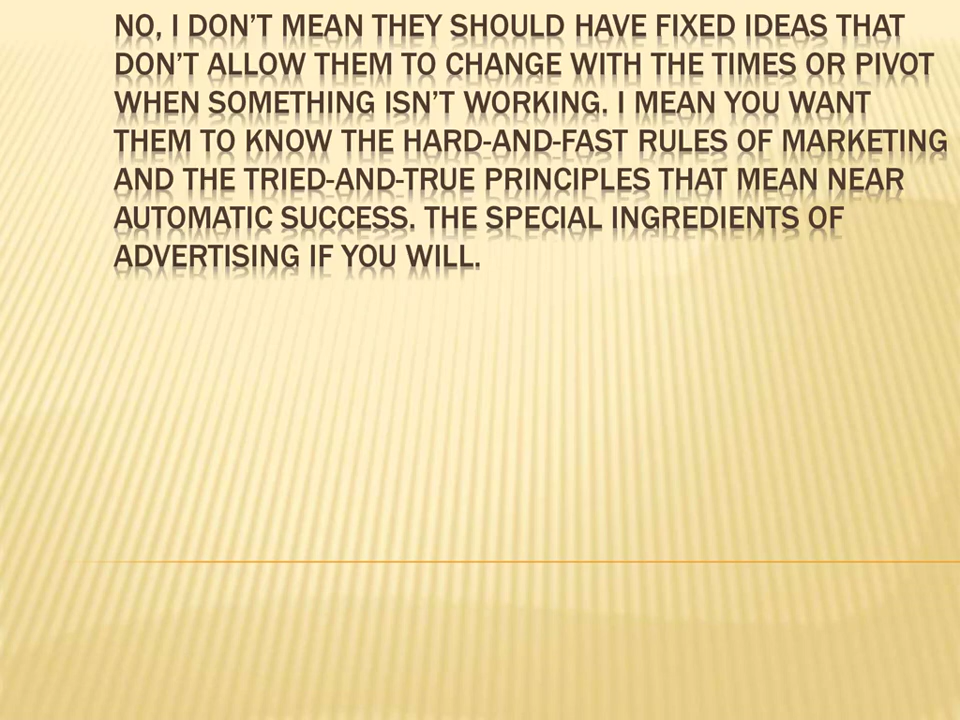 NO, I DON’T MEAN THEY SHOULD HAVE FIXED IDEAS THAT
DON’T ALLOW THEM TO CHANGE WITH THE TIMES OR PIVOT
WHEN SOMETHING ISN’T WORKING. I MEAN YOU WANT
THEM TO KNOW THE HARD-AND-FAST RULES OF MARKETING
AND THE TRIED-AND-TRUE PRINCIPLES THAT MEAN NEAR
AUTOMATIC SUCCESS. THE SPECIAL INGREDIENTS OF
ADVERTISING IF YOU WILL.